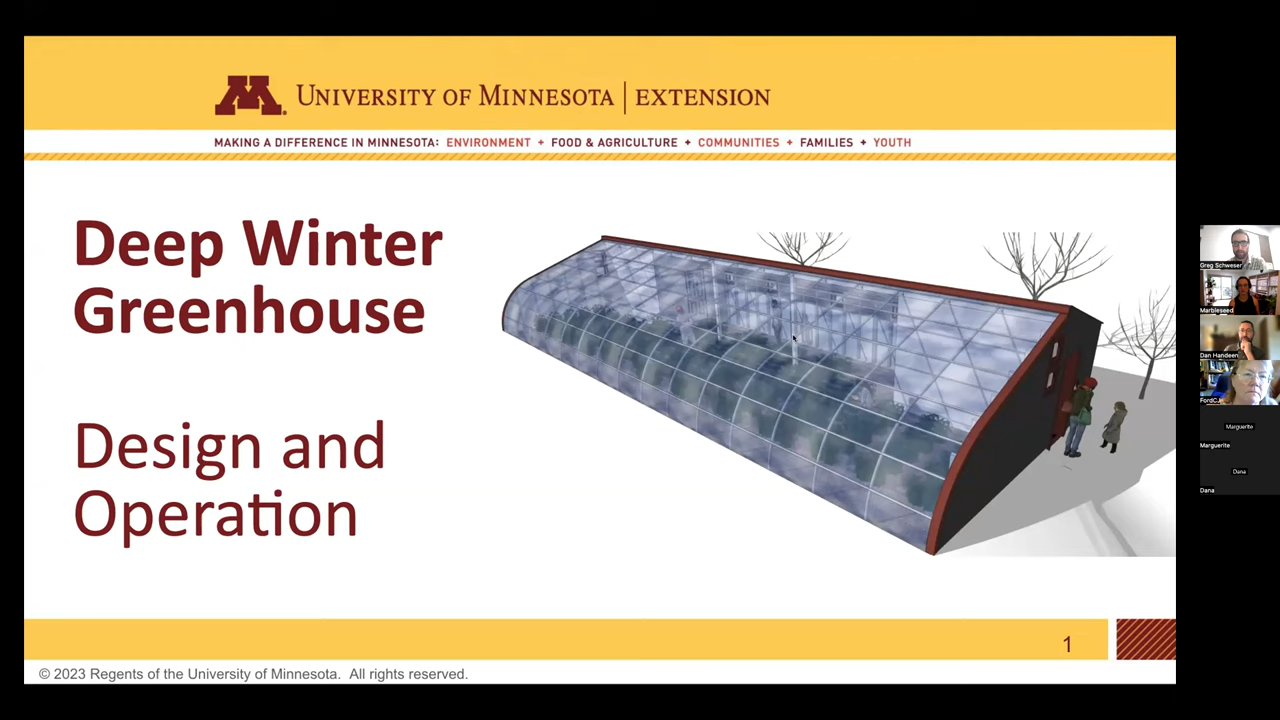 M
UNIVERSITY OF MINNESOTA | EXTENSION
MAKING A DIFFERENCE IN MINNESOTA: ENVIRONMENT + FOOD & AGRICULTURE + COMMUNITIES + FAMILIES + YOUTH
Deep Winter
Greenhouse
Design and
Operation
1
© 2023 Regents of the University of Minnesota. All rights reserved.
Greg Schweser
Marbleseed
Dan Handeen
FordCJ
Marguerite
Marguerite
Dana
Dana